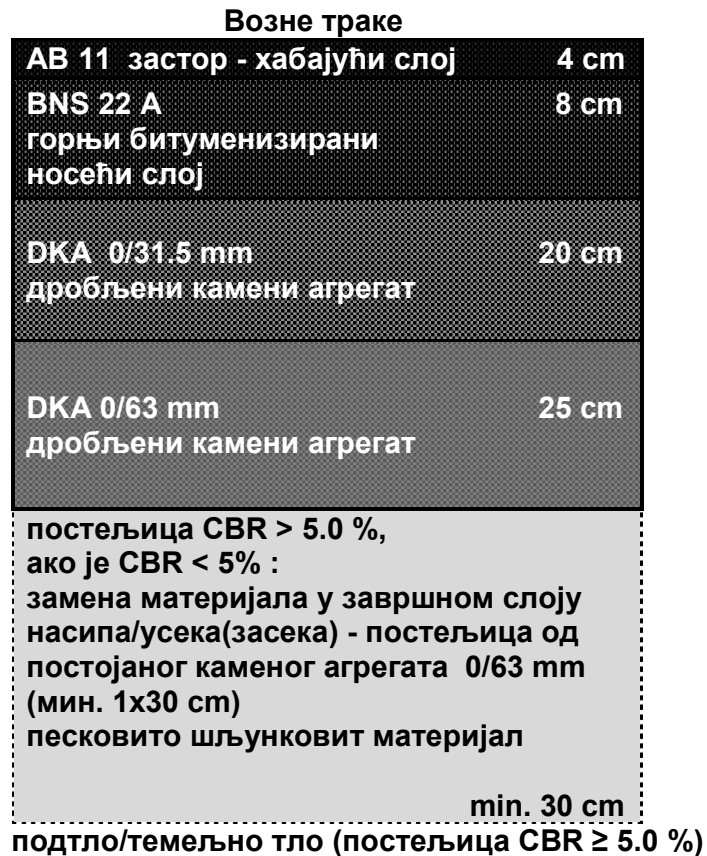 Возне траке
AB 11 застор - хабајући слој 4 cm
BNS 22 A 8 cm
горњи битуменизирани
носећи слој
DKA 0/31.5 mm 20 cm
дробљени камени агрегат
DKA 0/63 mm 25 cm
дробљени камени агрегат
постељица CBR > 5.0 %,
ако је CBR < 5% :
замена материјала у завршном слоју
насипа/усека(засека) - постељица од
постојаног каменог агрегата 0/63 mm
(мин. 1x30 cm)
песковито шљунковит материјал
min. 30 cm
подтло/темељно тло (постељица CBR ≥ 5.0 %)